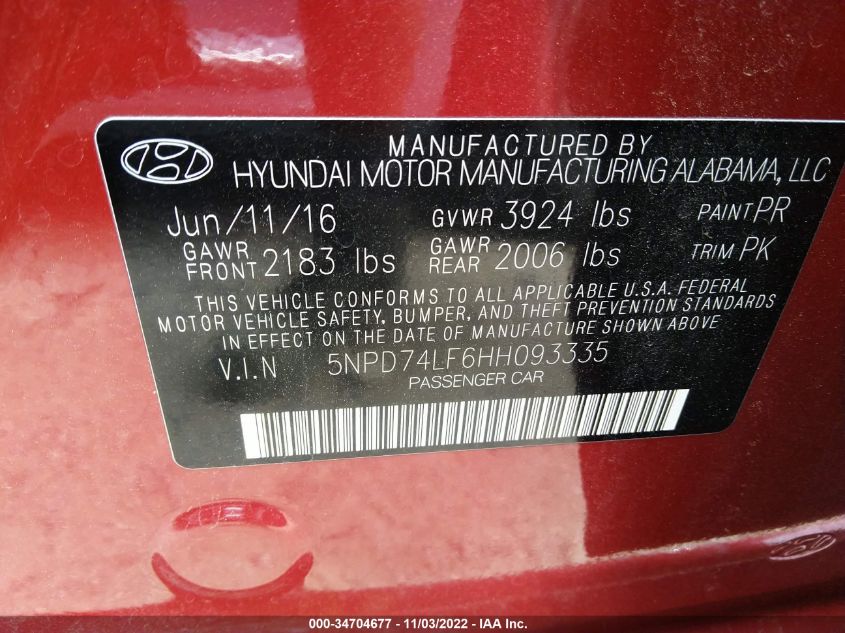 MANUFACTURED BY
HYUNDAI MOTOR MANUFACTURING ALABAMA, LLC
Jun/11/16 GVWR 3924 lbs PAINT PR
GAWR FRONT 2183 lbs GAWR REAR 2006 lbs TRIM PK
THIS VEHICLE CONFORMS TO ALL APPLICABLE U.S.A. FEDERAL
MOTOR VEHICLE SAFETY, BUMPER, AND THEFT PREVENTION STANDARDS
IN EFFECT ON THE DATE OF MANUFACTURE SHOWN ABOVE
V.I.N 5NPD74LF6HH093335
PASSENGER CAR
000-34704677 - 11/03/2022 - IAA Inc.